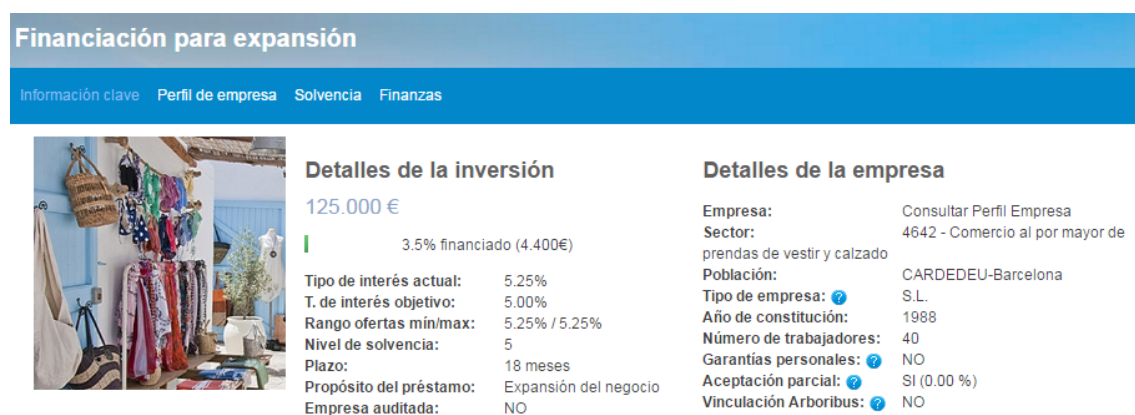 Financiación para expansión
Información clave Perfil de empresa Solvencia Finanzas
Detalles de la inversión
125.000 €
3.5% financiado (4.400€)
Tipo de interés actual: 5.25%
T. de interés objetivo: 5.00%
Rango ofertas mín/max: 5.25% / 5.25%
Nivel de solvencia: 5
Plazo: 18 meses
Propósito del préstamo: Expansión del negocio
Empresa auditada: NO
Detalles de la empresa
Empresa: Consultar Perfil Empresa
Sector: 4642 - Comercio al por mayor de
prendas de vestir y calzado
Población: CARDEDEU-Barcelona
Tipo de empresa: ? S.L.
Año de constitución: 1988
Número de trabajadores: 40
Garantías personales: ? NO
Aceptación parcial: ? SI (0.00 %)
Vinculación Arboribus: ? NO